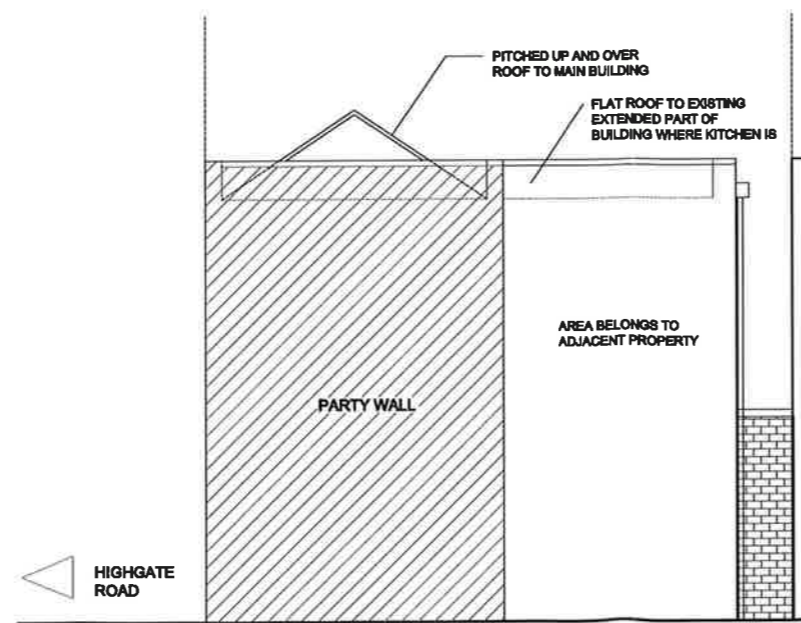 PITCHED UP AND OVER
ROOF TO MAIN BUILDING
FLAT ROOF TO EXISTING
EXTENDED PART OF
BUILDING WHERE KITCHEN IS
AREA BELONGS TO
ADJACENT PROPERTY
PARTY WALL
HIGHGATE
ROAD